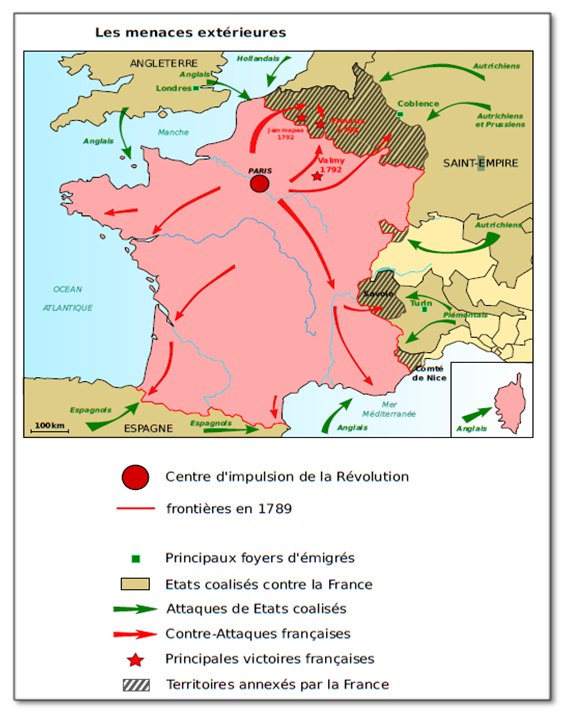 Les menaces extérieures
ANGLETERRE
Hollandais
Autrichiens
Anglais
Londres
Coblence
Fleurus
1794
Jemmapes
1792
Autrichiens
et Prussiens
Manche
Anglais
Valmy
1792
PARIS
SAINT-EMPIRE
Autrichiens
OCEAN
ATLANTIQUE
Savoie
Turin
Piémontais
Comté
de Nice
Mer
Méditerranée
Espagnols
Espagnols
Anglais
Anglais
100km
ESPAGNE
Centre d'impulsion de la Révolution
frontières en 1789
Principaux foyers d'émigrés
Etats coalisés contre la France
Attaques de Etats coalisés
Contre-Attaques françaises
Principales victoires françaises
Territoires annexés par la France